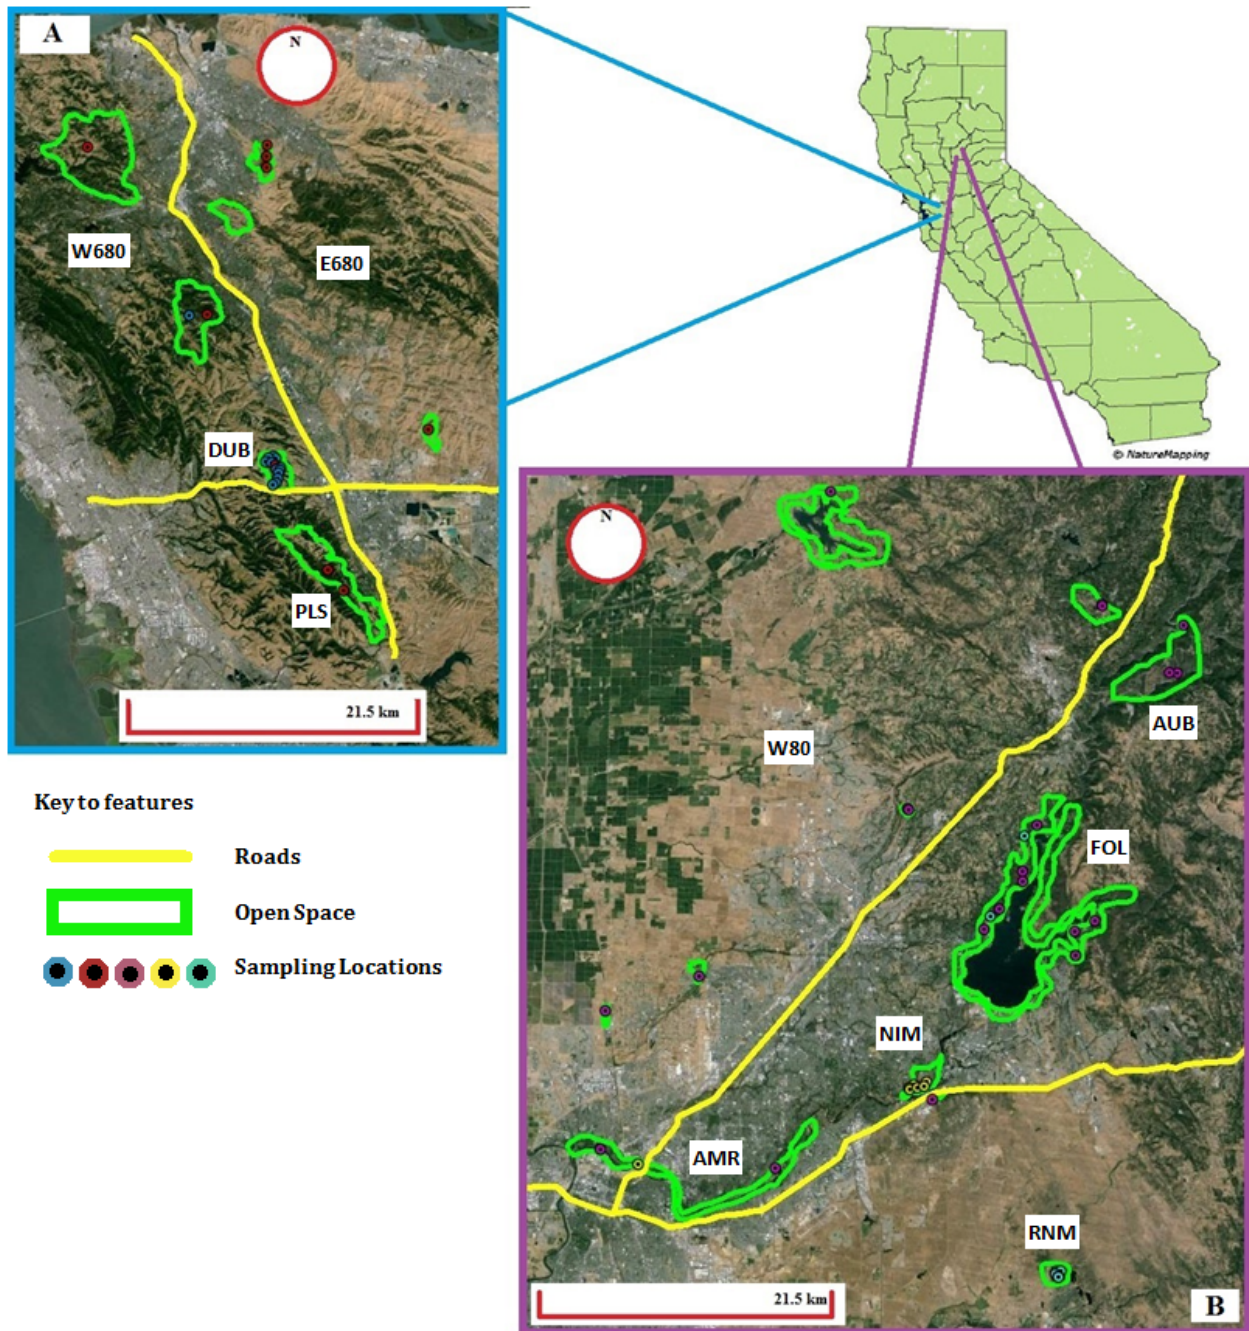 A
N
W680
E680
DUB
PLS
21.5 km
© NatureMapping
Key to features
Roads
Open Space
Sampling Locations
N
W80
AUB
FOL
NIM
AMR
RNM
21.5 km
B